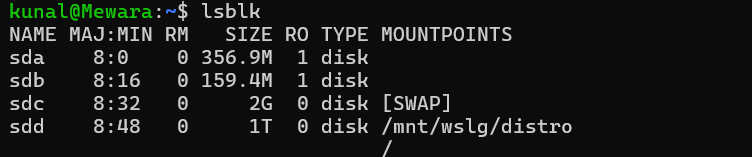 kunal@Mewara:~$ lsblk
NAME MAJ:MIN RM   SIZE RO TYPE MOUNTPOINTS
sda    8:0    0 356.9M  1 disk
sdb    8:16   0 159.4M  1 disk
sdc    8:32   0     2G  0 disk [SWAP]
sdd    8:48   0     1T  0 disk /mnt/wslg/distro
                               /